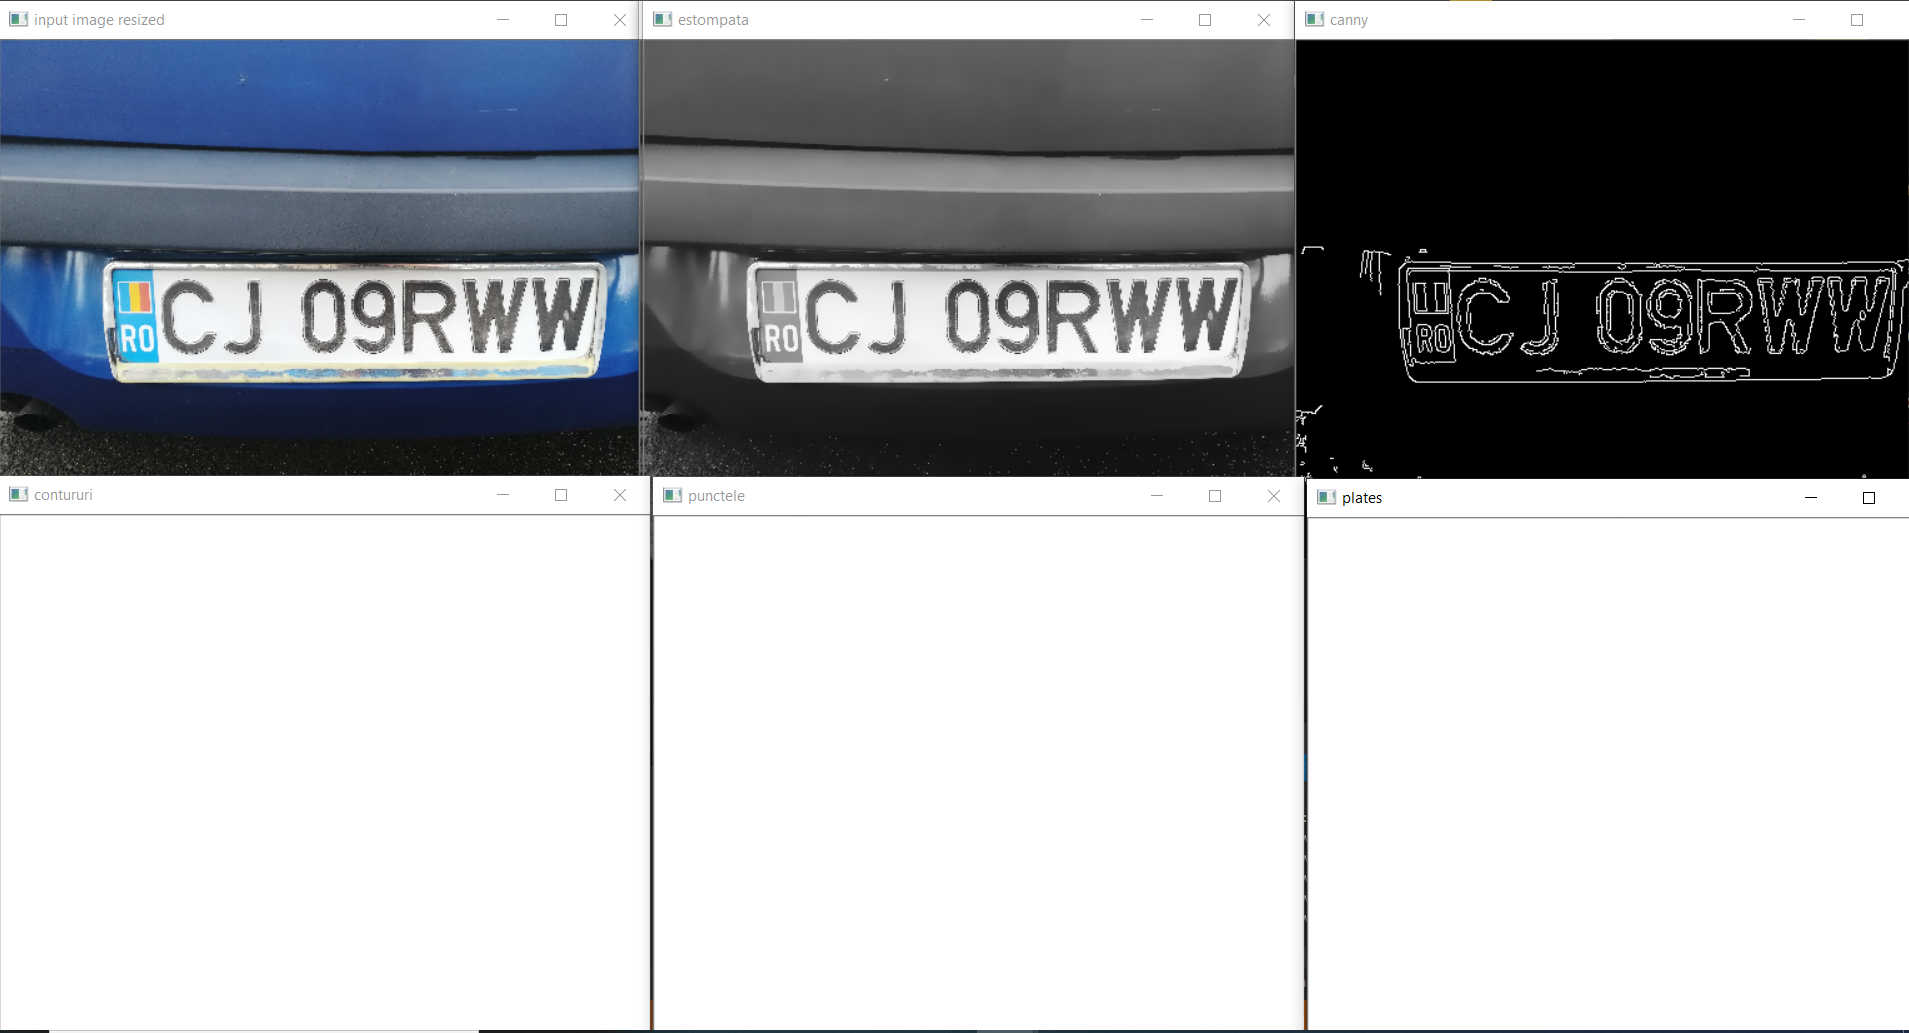 input image resized
estompata
canny
RO CJ 09RWW
RO CJ 09RWW
RO CJ 09RWW
contururi
punctele
plates